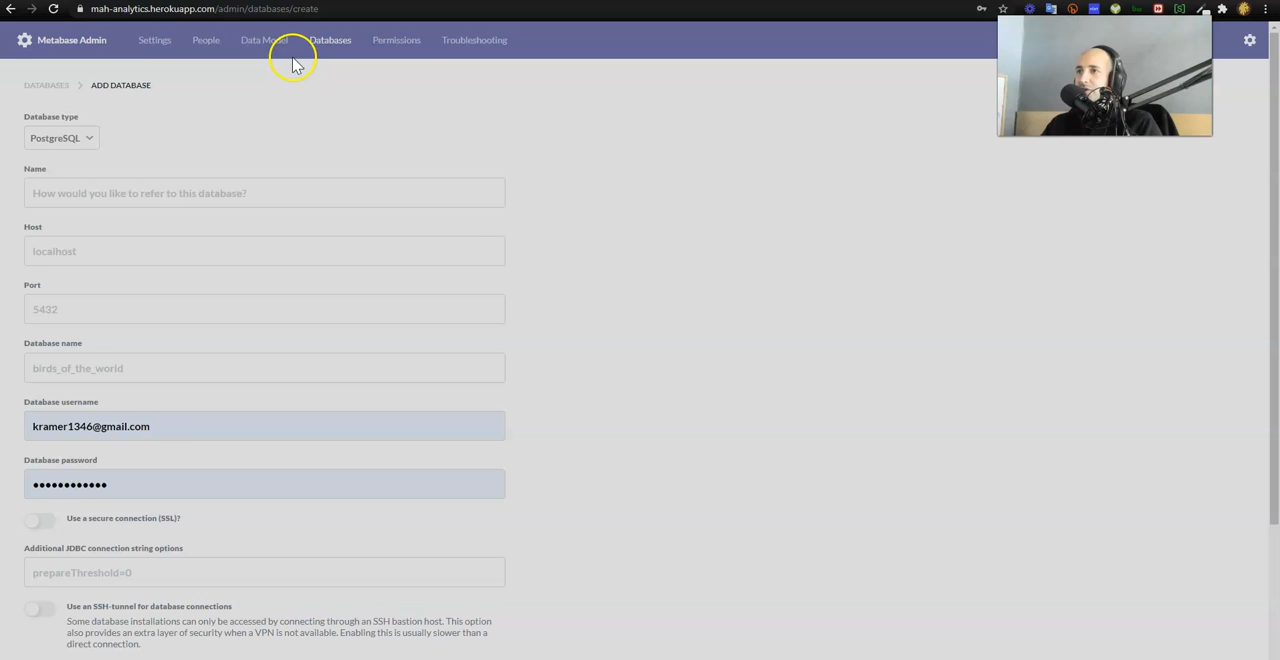 mah-analytics.herokuapp.com/admin/databases/create
Metabase Admin Settings People Data Model Databases Permissions Troubleshooting
DATABASES > ADD DATABASE
Database type
PostgreSQL
Name
How would you like to refer to this database?
Host
localhost
Port
5432
Database name
birds_of_the_world
Database username
kramer1346@gmail.com
Database password
••••••••••••
Use a secure connection (SSL)?
Additional JDBC connection string options
prepareThreshold=0
Use an SSH-tunnel for database connections
Some database installations can only be accessed by connecting through an SSH bastion host. This option
also provides an extra layer of security when a VPN is not available. Enabling this is usually slower than a
direct connection.